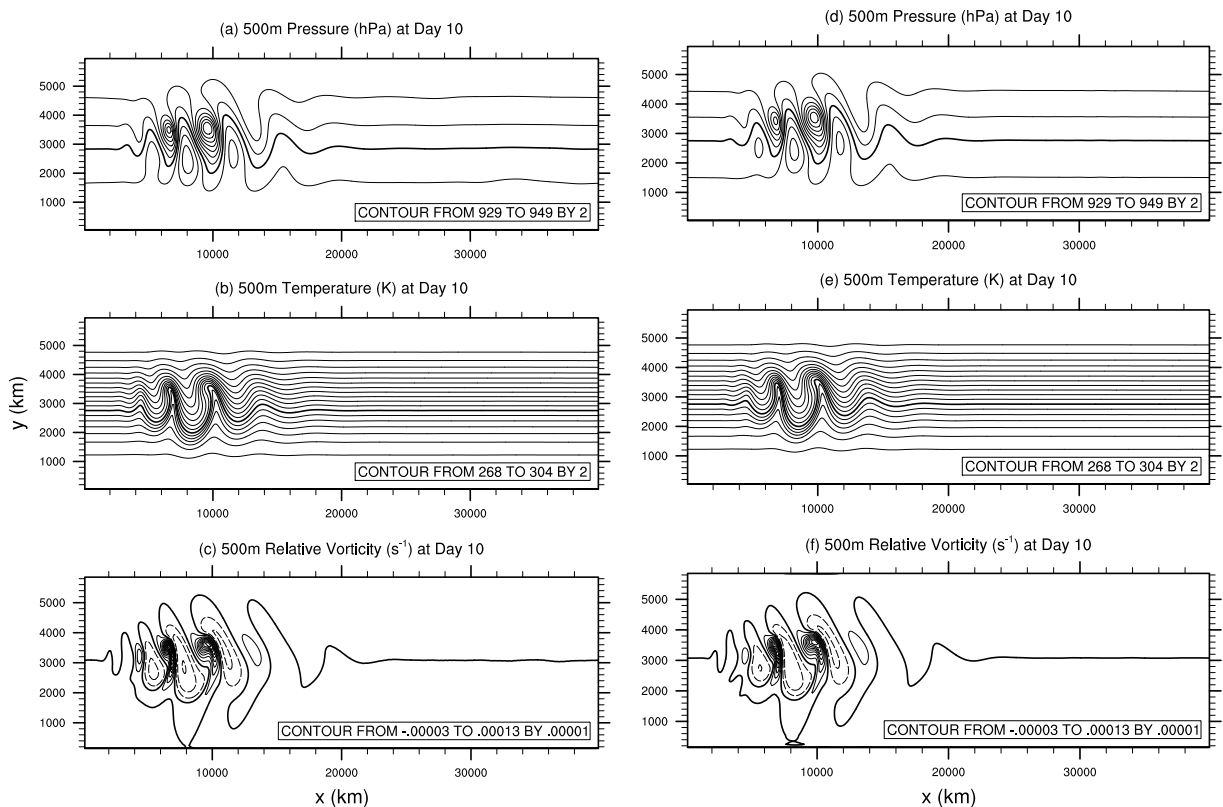 (a) 500m Pressure (hPa) at Day 10
5000
4000
3000
2000
1000
CONTOUR FROM 929 TO 949 BY 2
10000 20000 30000
(b) 500m Temperature (K) at Day 10
5000
4000
3000
2000
1000
y (km)
CONTOUR FROM 268 TO 304 BY 2
10000 20000 30000
(c) 500m Relative Vorticity (s⁻¹) at Day 10
5000
4000
3000
2000
1000
CONTOUR FROM -.00003 TO .00013 BY .00001
10000 20000 30000
x (km)
(d) 500m Pressure (hPa) at Day 10
5000
4000
3000
2000
1000
CONTOUR FROM 929 TO 949 BY 2
10000 20000 30000
(e) 500m Temperature (K) at Day 10
5000
4000
3000
2000
1000
CONTOUR FROM 268 TO 304 BY 2
10000 20000 30000
(f) 500m Relative Vorticity (s⁻¹) at Day 10
5000
4000
3000
2000
1000
CONTOUR FROM -.00003 TO .00013 BY .00001
10000 20000 30000
x (km)